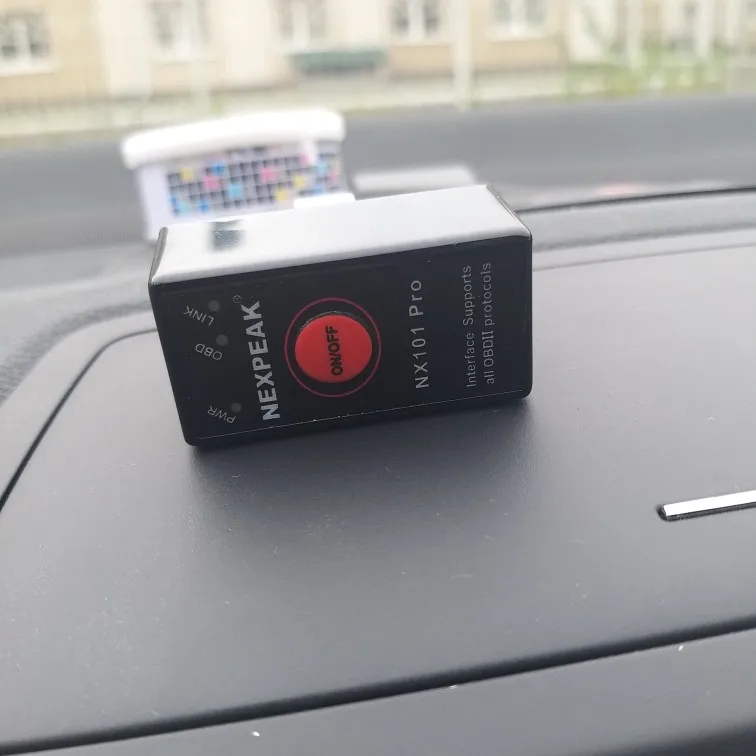 LINK
OBD
PWR
NEXPEAK®
ON/OFF
NX101 Pro
Interface Supports
all OBDII protocols